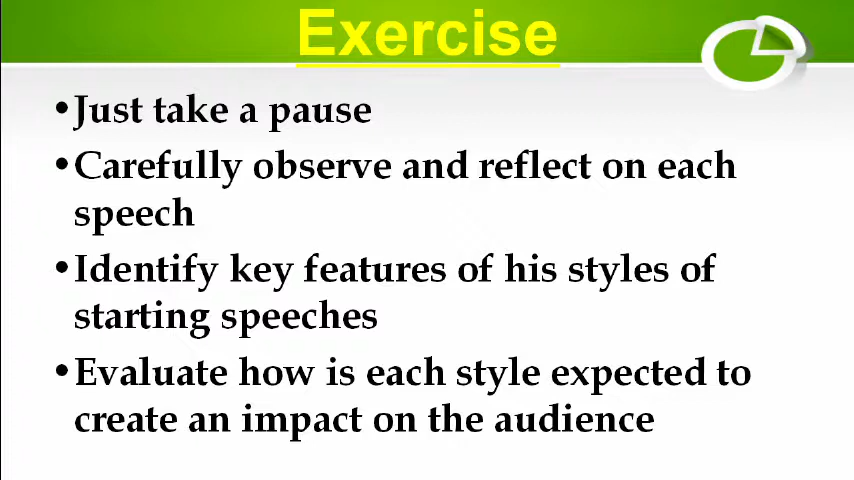 Exercise
•Just take a pause
•Carefully observe and reflect on each
speech
•Identify key features of his styles of
starting speeches
•Evaluate how is each style expected to
create an impact on the audience